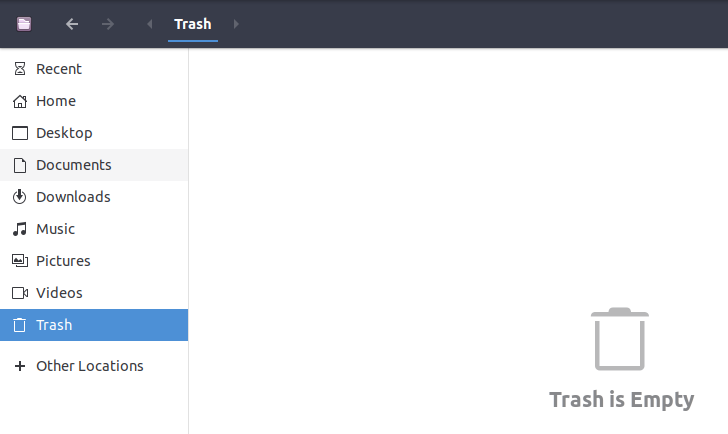 Trash
Recent
Home
Desktop
Documents
Downloads
Music
Pictures
Videos
Trash
Other Locations
Trash is Empty